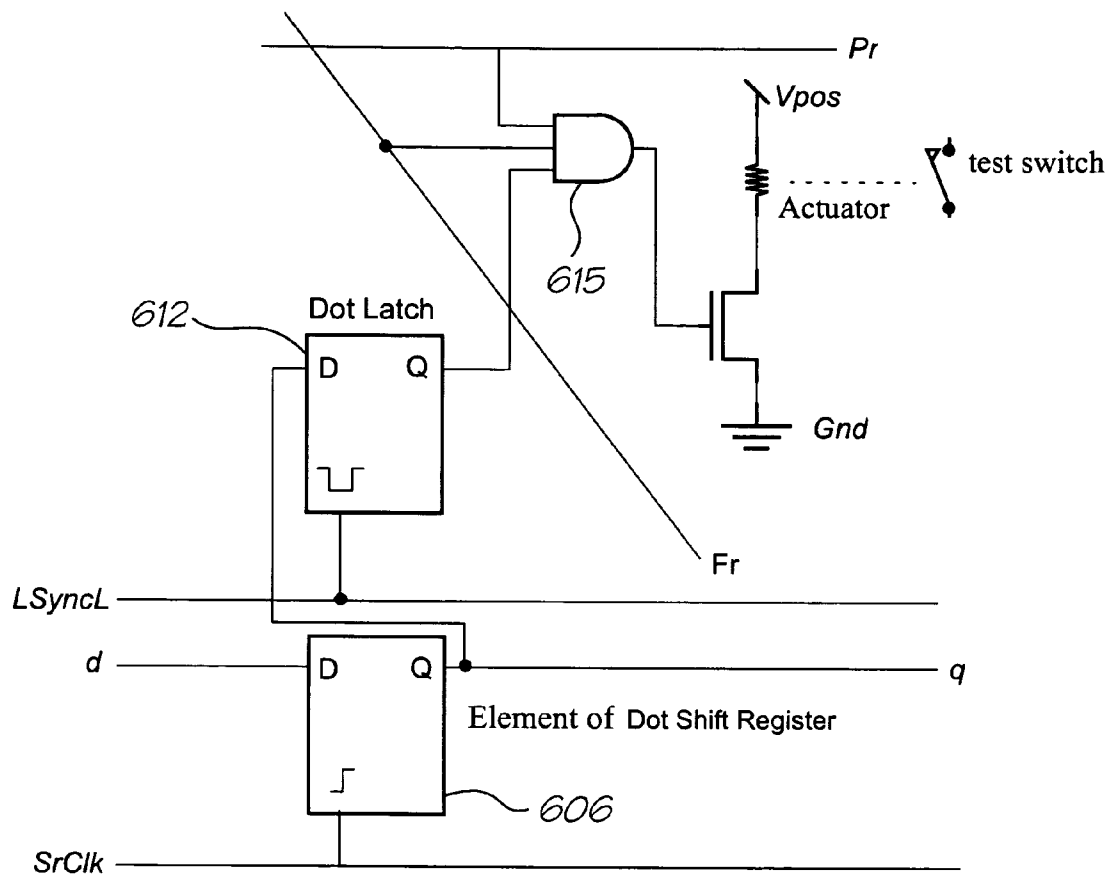 Pr
Vpos
test switch
Actuator
615
612
Dot Latch
D Q
Gnd
Fr
LSyncL
d
D Q
q
Element of Dot Shift Register
606
SrClk